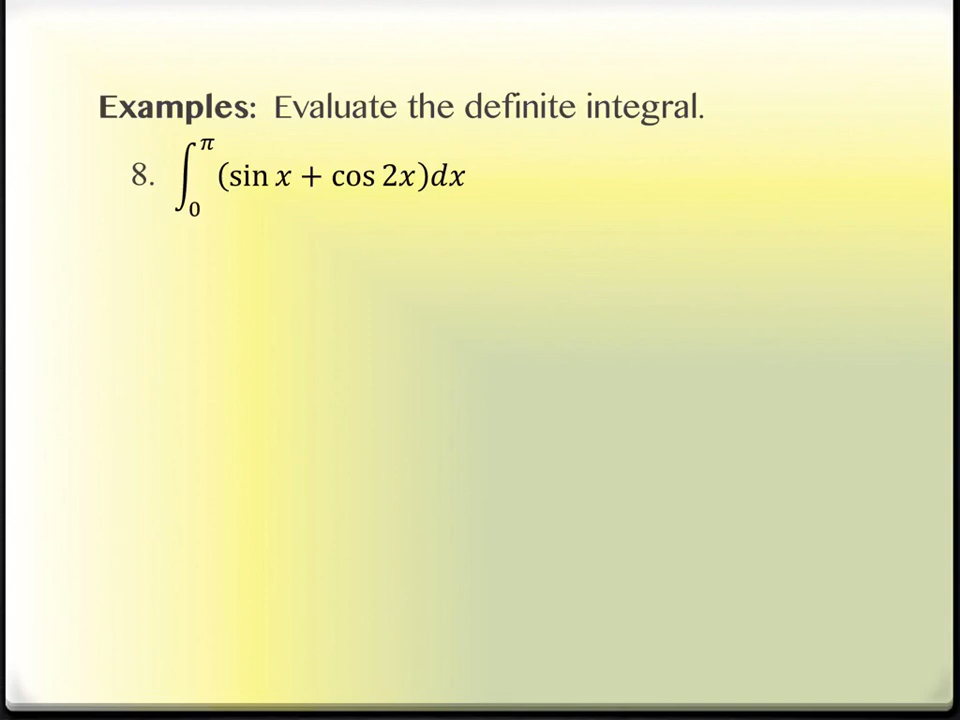 Examples: Evaluate the definite integral.
8. ∫₀^π (sin x + cos 2x)dx